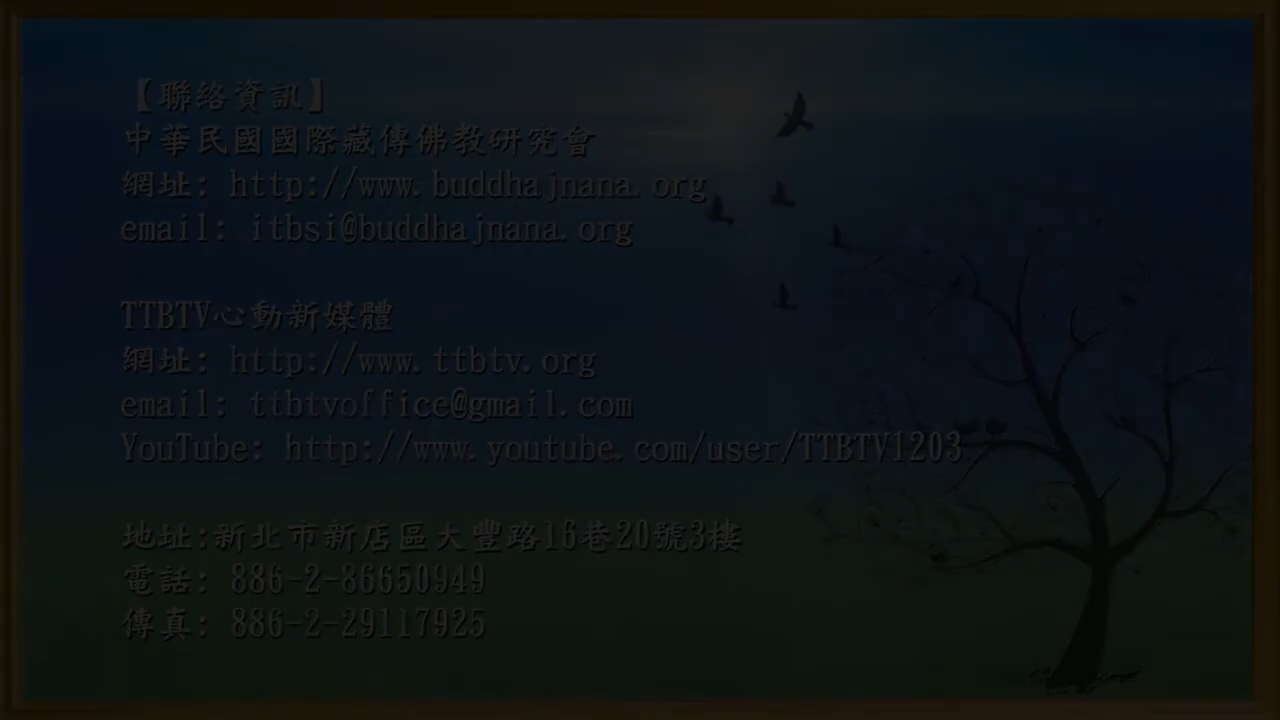 【聯絡資訊】
中華民國國際藏傳佛教研究會
網址: http://www.buddhajnana.org
email: itbsi@buddhajnana.org
TTBTV心動新媒體
網址: http://www.ttbtv.org
email: ttbtvoffice@gmail.com
YouTube: http://www.youtube.com/user/TTBTV1203
地址:新北市新店區大豐路16巷20號3樓
電話: 886-2-86650949
傳真: 886-2-29117925